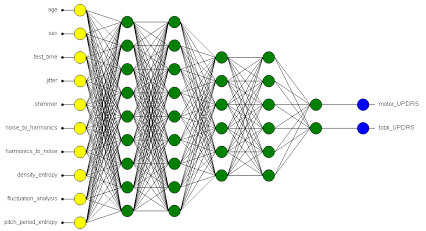 age
sex
test_time
jitter
shimmer
noise_to_harmonics
harmonics_to_noise
density_entropy
fluctuation_analysis
pitch_period_entropy
motor_UPDRS
total_UPDRS